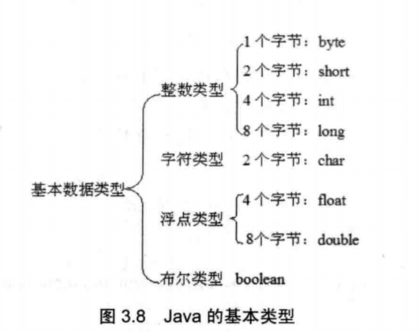 1 个字节：byte
2 个字节：short
整数类型
4 个字节：int
8 个字节：long
字符类型 2 个字节：char
基本数据类型
4 个字节：float
浮点类型
8个字节：double
布尔类型 boolean
图 3.8 Java 的基本类型